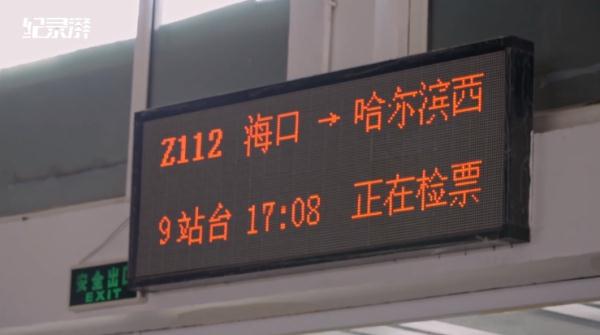 纪录泽
Z112 海口 → 哈尔滨西
9站台 17:08 正在检票
安全出口
EXIT